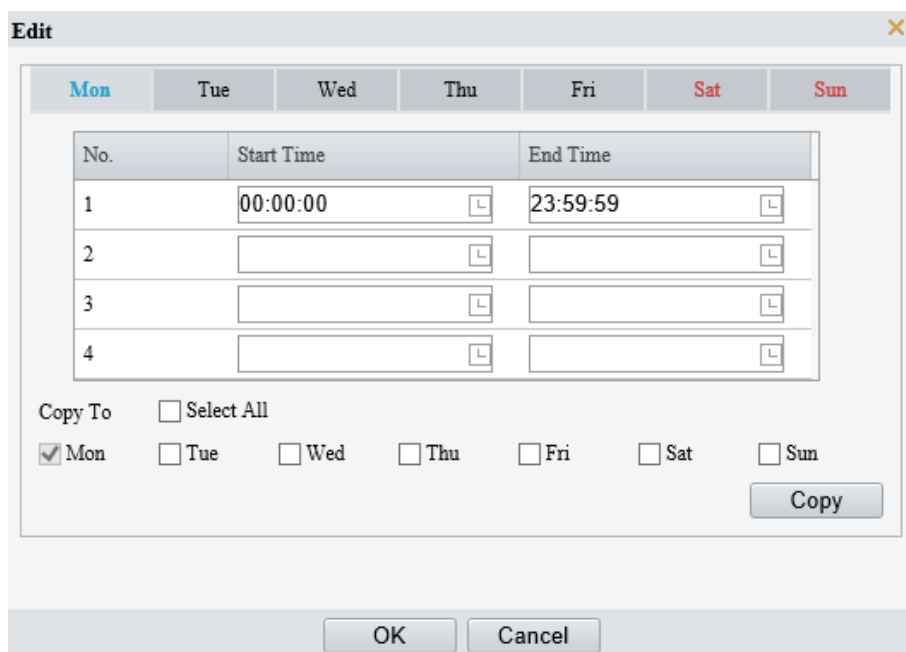 Edit
Mon Tue Wed Thu Fri Sat Sun
No. Start Time End Time
1 00:00:00 23:59:59
2
3
4
Copy To Select All
Mon Tue Wed Thu Fri Sat Sun
Copy
OK Cancel